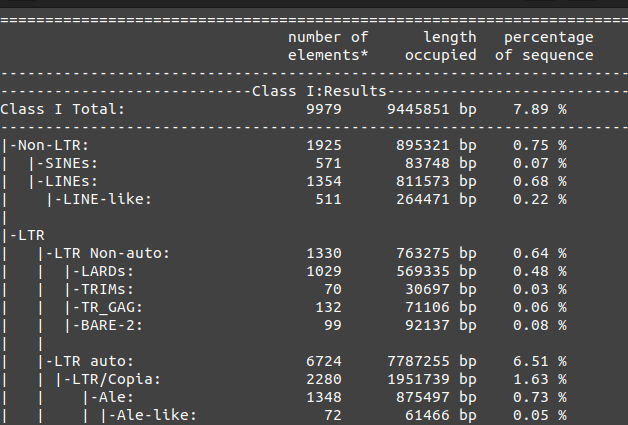 ================================================================
number of length percentage
elements* occupied of sequence
----------------------------------------------------------------
----------------------------Class I:Results---------------------------
Class I Total: 9979 9445851 bp 7.89 %
----------------------------------------------------------------
|-Non-LTR: 1925 895321 bp 0.75 %
| |-SINEs: 571 83748 bp 0.07 %
| |-LINEs: 1354 811573 bp 0.68 %
| |-LINE-like: 511 264471 bp 0.22 %
|
|-LTR
| |-LTR Non-auto: 1330 763275 bp 0.64 %
| | |-LARDs: 1029 569335 bp 0.48 %
| | |-TRIMs: 70 30697 bp 0.03 %
| | |-TR_GAG: 132 71106 bp 0.06 %
| | |-BARE-2: 99 92137 bp 0.08 %
| |
| |-LTR auto: 6724 7787255 bp 6.51 %
| | |-LTR/Copia: 2280 1951739 bp 1.63 %
| | |-Ale: 1348 875497 bp 0.73 %
| | | |-Ale-like: 72 61466 bp 0.05 %